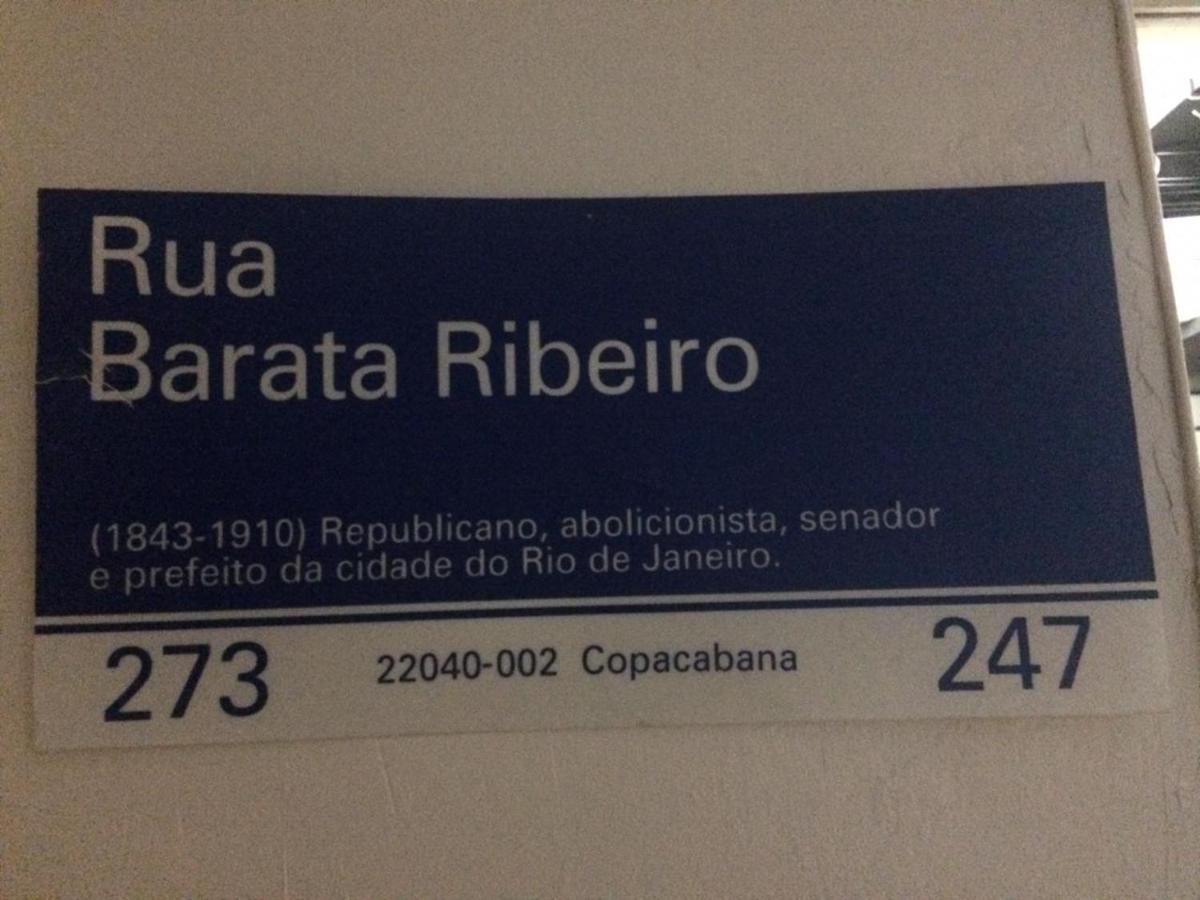 Rua
Barata Ribeiro
(1843-1910) Republicano, abolicionista, senador
e prefeito da cidade do Rio de Janeiro.
273 22040-002 Copacabana 247